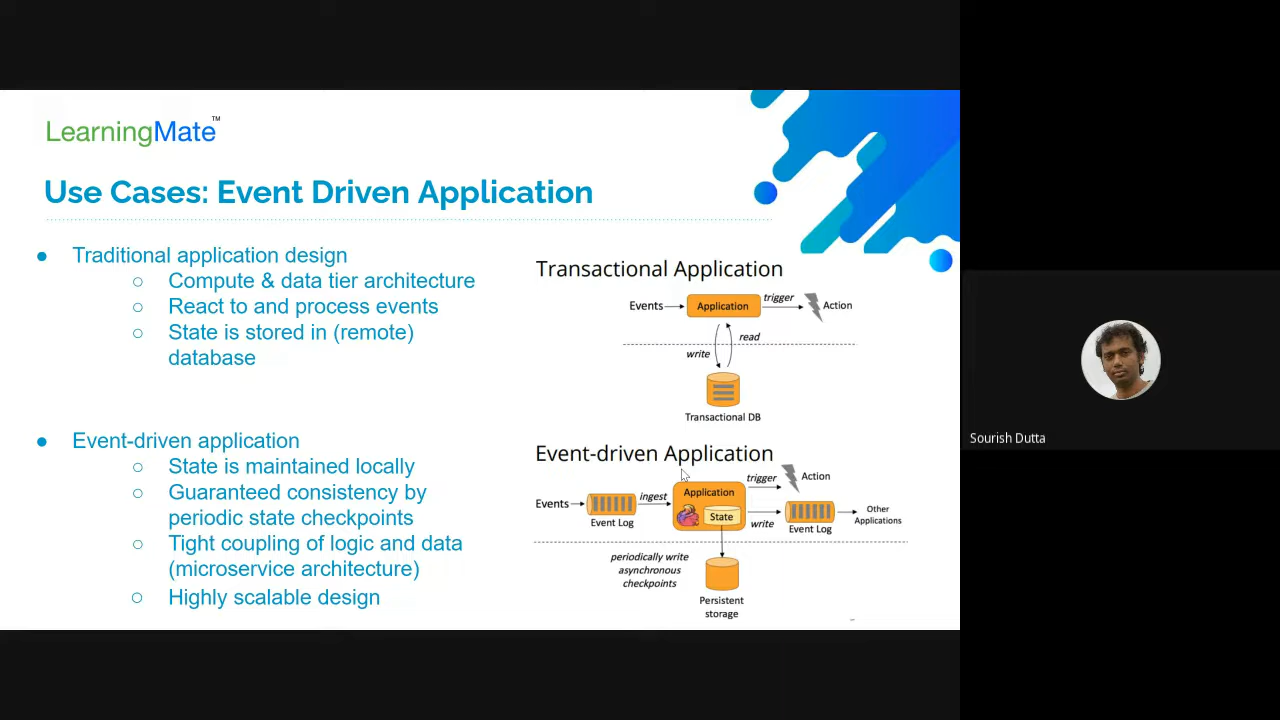 LearningMate™
Use Cases: Event Driven Application
● Traditional application design
○ Compute & data tier architecture
○ React to and process events
○ State is stored in (remote)
database
● Event-driven application
○ State is maintained locally
○ Guaranteed consistency by
periodic state checkpoints
○ Tight coupling of logic and data
(microservice architecture)
○ Highly scalable design
Transactional Application
Events
Application
trigger
Action
read
write
Transactional DB
Event-driven Application
Events
Event Log
ingest
Application
State
trigger
Action
write
Event Log
Other
Applications
periodically write
asynchronous
checkpoints
Persistent
storage
Sourish Dutta